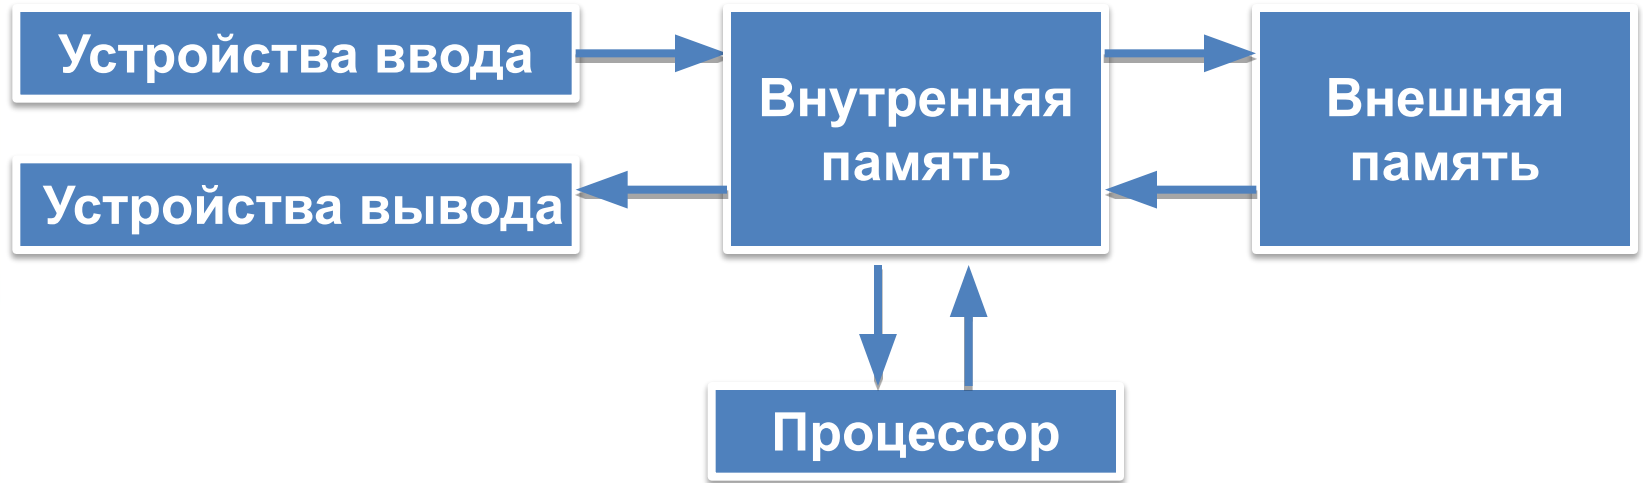 Устройства ввода
Устройства вывода
Внутренняя
память
Внешняя
память
Процессор